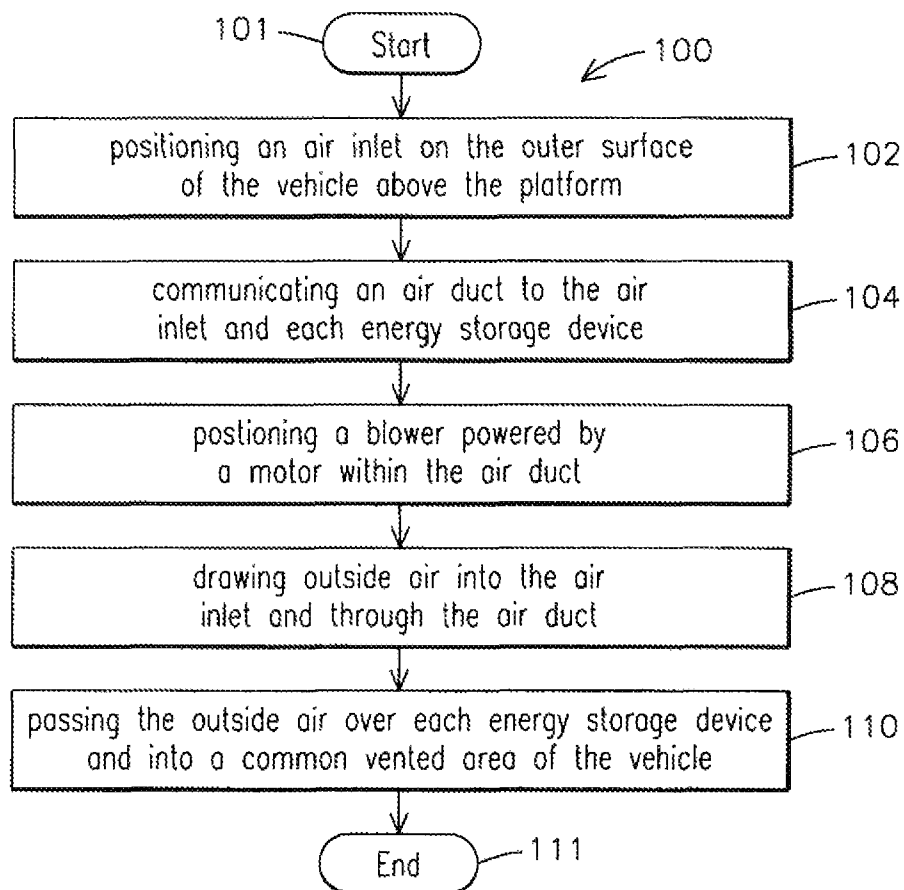 101
Start
100
positioning an air inlet on the outer surface
of the vehicle above the platform
102
communicating an air duct to the air
inlet and each energy storage device
104
postioning a blower powered by
a motor within the air duct
106
drawing outside air into the air
inlet and through the air duct
108
passing the outside air over each energy storage device
and into a common vented area of the vehicle
110
End
111